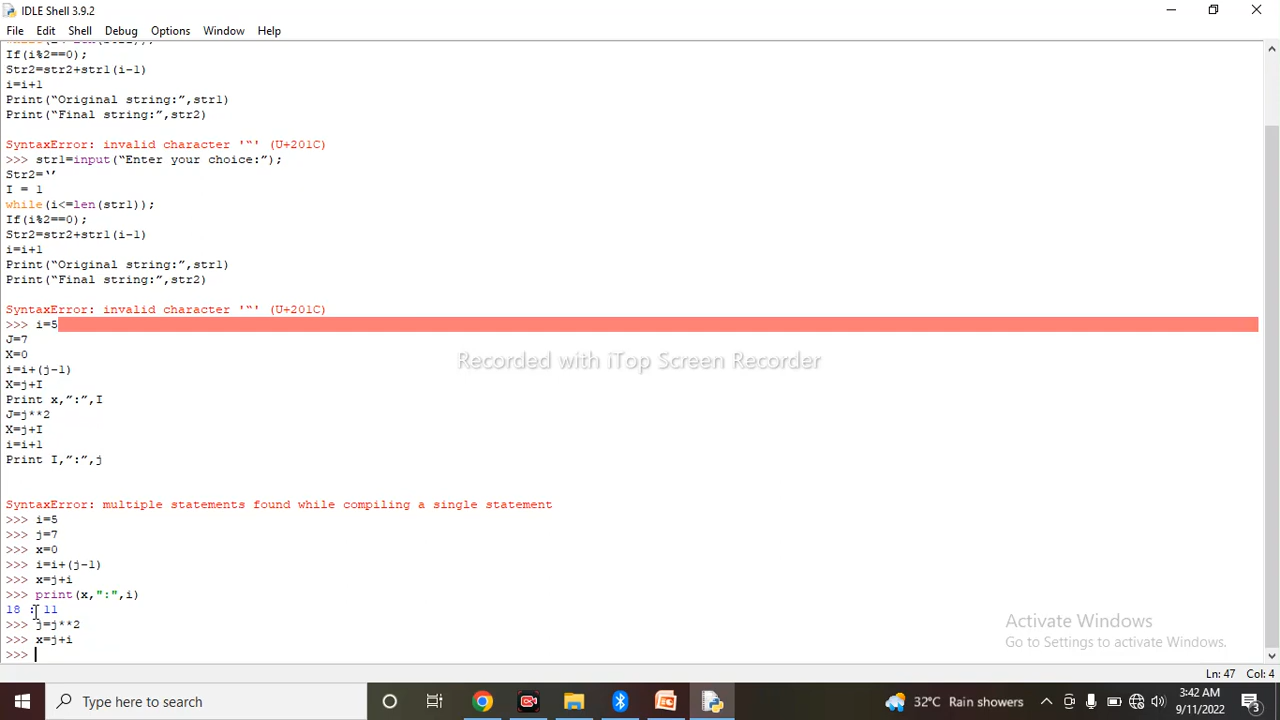 IDLE Shell 3.9.2
File Edit Shell Debug Options Window Help
If(i%2==0);
Str2=str2+str1(i-1)
i=i+1
Print(“Original string:”,str1)
Print(“Final string:”,str2)
SyntaxError: invalid character '“' (U+201C)
>>> str1=input(“Enter your choice:”);
Str2=‘’
I = 1
while(i<=len(str1));
If(i%2==0);
Str2=str2+str1(i-1)
i=i+1
Print(“Original string:”,str1)
Print(“Final string:”,str2)
SyntaxError: invalid character '“' (U+201C)
>>> i=5
J=7
X=0
i=i+(j-1)
X=j+I
Print x,”:”,I
J=j**2
X=j+I
i=i+1
Print I,”:”,j
SyntaxError: multiple statements found while compiling a single statement
>>> i=5
>>> j=7
>>> x=0
>>> i=i+(j-1)
>>> x=j+i
>>> print(x,":",i)
18 : 11
>>> j=j**2
>>> x=j+i
>>>
Recorded with iTop Screen Recorder
Activate Windows
Go to Settings to activate Windows.
Ln: 47 Col: 4
Type here to search
32°C Rain showers
3:42 AM
9/11/2022
3